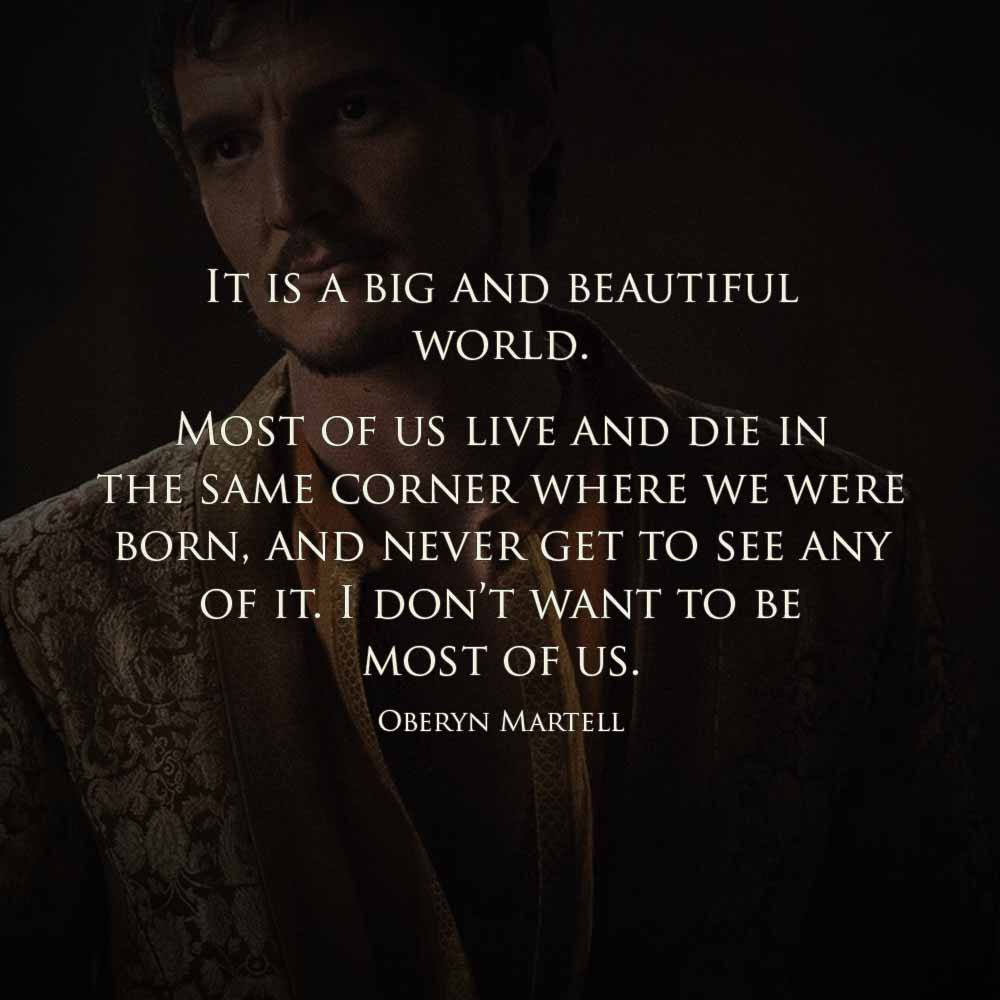 It is a big and beautiful
world.
Most of us live and die in
the same corner where we were
born, and never get to see any
of it. I don’t want to be
most of us.
Oberyn Martell